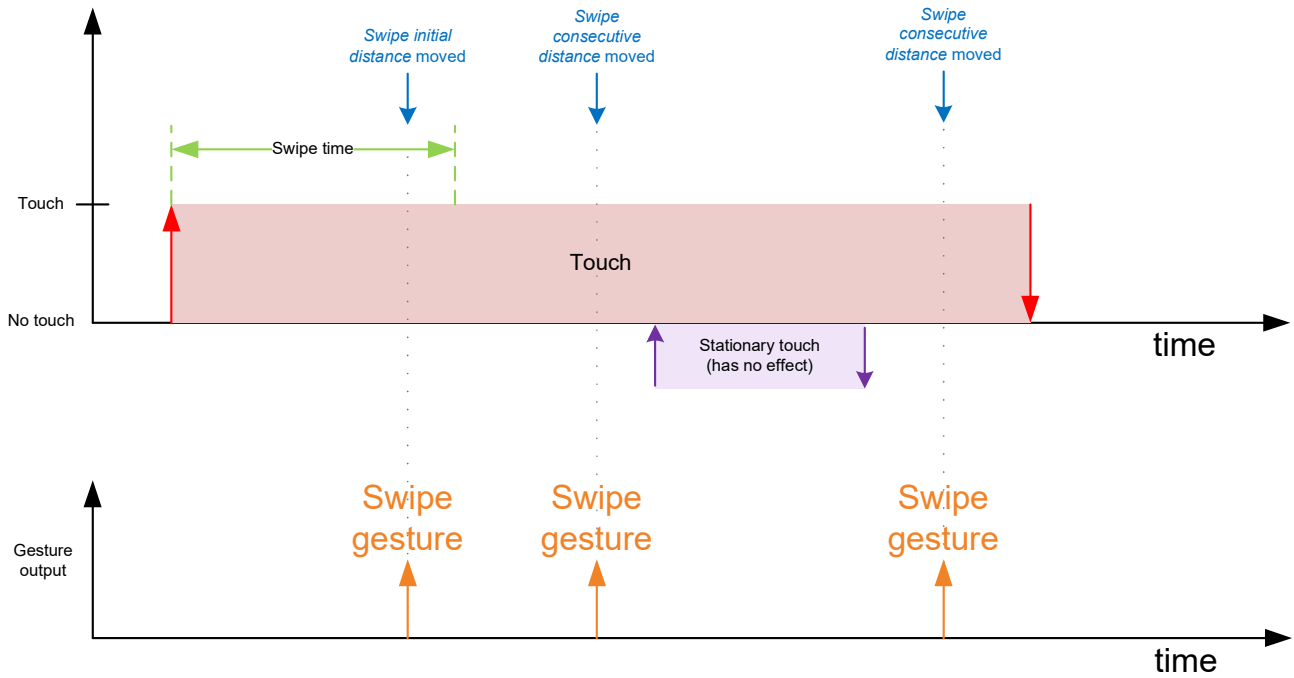 Swipe initial
distance moved
Swipe
consecutive
distance moved
Swipe
consecutive
distance moved
Swipe time
Touch
Touch
No touch
time
Stationary touch
(has no effect)
Swipe
gesture
Swipe
gesture
Swipe
gesture
Gesture
output
time